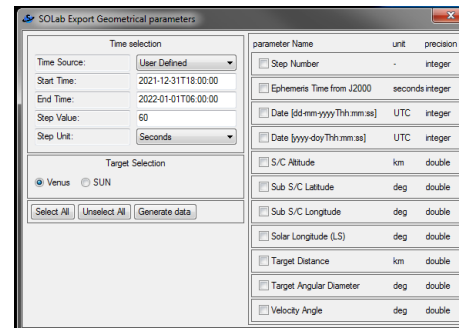 SOLab Export Geometrical parameters
Time selection
Time Source: User Defined
Start Time: 2021-12-31T18:00:00
End Time: 2022-01-01T06:00:00
Step Value: 60
Step Unit: Seconds
Target Selection
Venus SUN
Select All Unselect All Generate data
parameter Name unit precision
Step Number - integer
Ephemeris Time from J2000 seconds integer
Date [dd-mm-yyyyThh:mm:ss] UTC integer
Date [yyyy-doyThh:mm:ss] UTC integer
S/C Altitude km double
Sub S/C Latitude deg double
Sub S/C Longitude deg double
Solar Longitude (LS) deg double
Target Distance km double
Target Angular Diameter deg double
Velocity Angle deg double